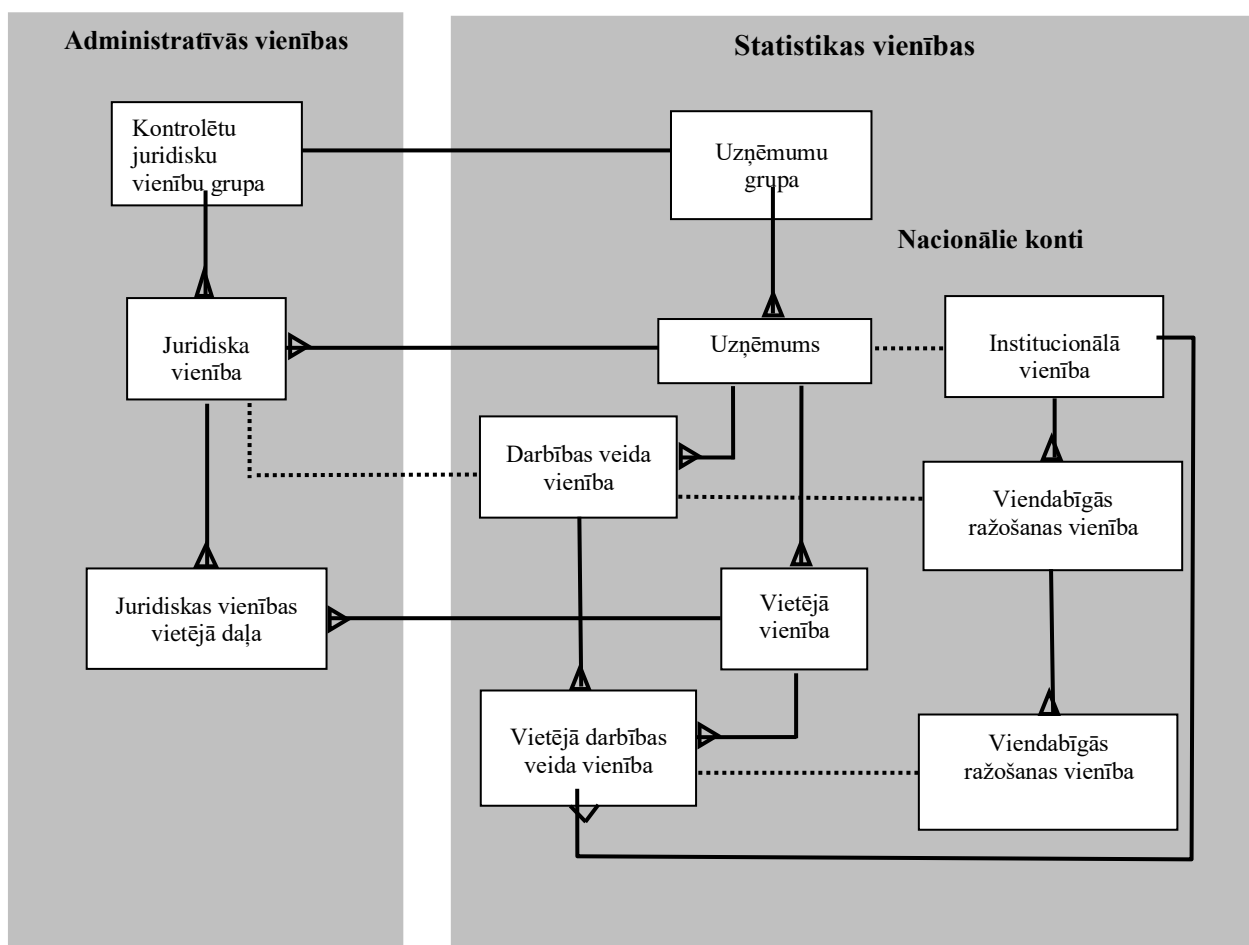 Administratīvās vienības
Statistikas vienības
Kontrolētu
juridisku
vienību grupa
Uzņēmumu
grupa
Nacionālie konti
Juridiska
vienība
Uzņēmums
Institucionālā
vienība
Darbības veida
vienība
Viendabīgās
ražošanas vienība
Juridiskas vienības
vietējā daļa
Vietējā
vienība
Vietējā darbības
veida vienība
Viendabīgās
ražošanas vienība